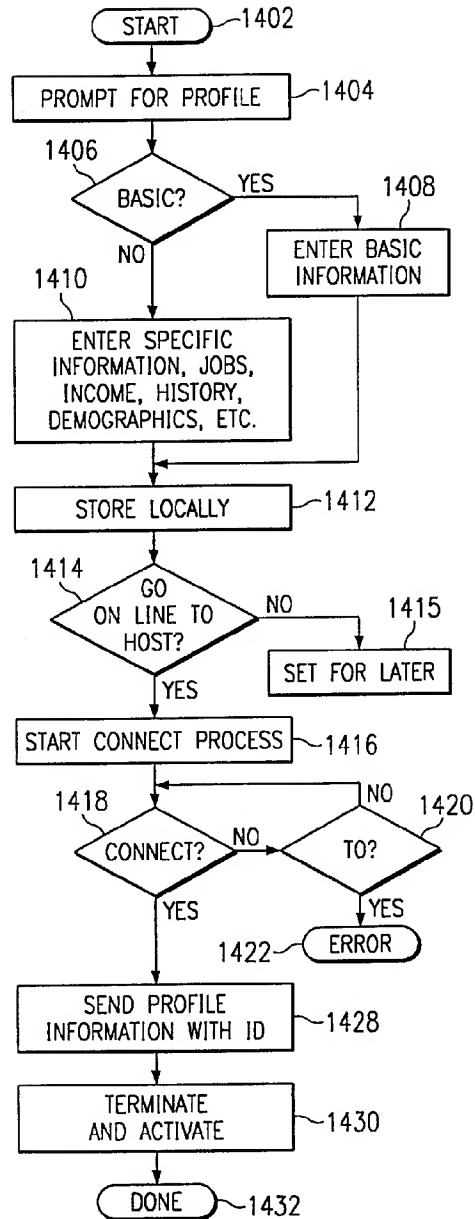 START
1402
PROMPT FOR PROFILE
1404
1406
BASIC?
YES
1408
NO
ENTER BASIC
INFORMATION
1410
ENTER SPECIFIC
INFORMATION, JOBS,
INCOME, HISTORY,
DEMOGRAPHICS, ETC.
STORE LOCALLY
1412
1414
GO
ON LINE TO
HOST?
NO
1415
SET FOR LATER
YES
START CONNECT PROCESS
1416
1418
CONNECT?
NO
NO
1420
TO?
YES
YES
1422
ERROR
SEND PROFILE
INFORMATION WITH ID
1428
TERMINATE
AND ACTIVATE
1430
DONE
1432